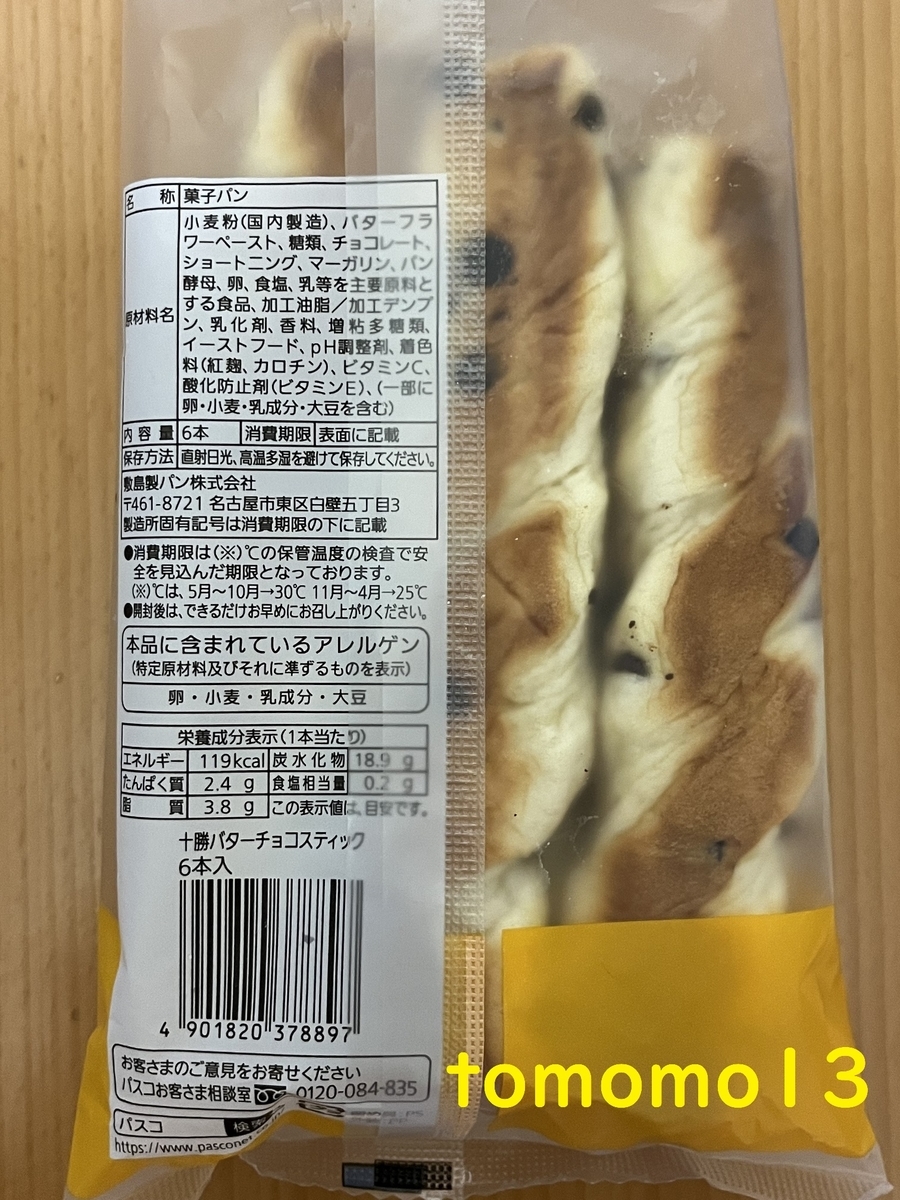 名称 菓子パン
原材料名
小麦粉(国内製造)、バターフラ
ワーペースト、糖類、チョコレート、
ショートニング、マーガリン、パン
酵母、卵、食塩、乳等を主要原料と
する食品、加工油脂／加工デンプ
ン、乳化剤、香料、増粘多糖類、
イーストフード、pH調整剤、着色
料(紅麹、カロチン)、ビタミンC、
酸化防止剤(ビタミンE)、(一部に
卵・小麦・乳成分・大豆を含む)
内容量 6本 消費期限 表面に記載
保存方法 直射日光、高温多湿を避けて保存してください。
敷島製パン株式会社
〒461-8721 名古屋市東区白壁五丁目3
製造所固有記号は消費期限の下に記載
●消費期限は(※)℃の保管温度の検査で安
全を見込んだ期限となっております。
(※)℃は、5月～10月→30℃ 11月～4月→25℃
●開封後は、できるだけお早めにお召し上がりください。
本品に含まれているアレルゲン
(特定原材料及びそれに準ずるものを表示)
卵・小麦・乳成分・大豆
栄養成分表示(1本当たり)
エネルギー 119kcal 炭水化物 18.9 g
たんぱく質 2.4 g 食塩相当量 0.2 g
脂質 3.8 g この表示値は、目安です。
十勝バターチョコスティック
6本入
4 901820 378897
お客さまのご意見をお寄せください
パスコお客さま相談室 0120-084-835
tomomo13
パスコ 検索
https://www.pascone